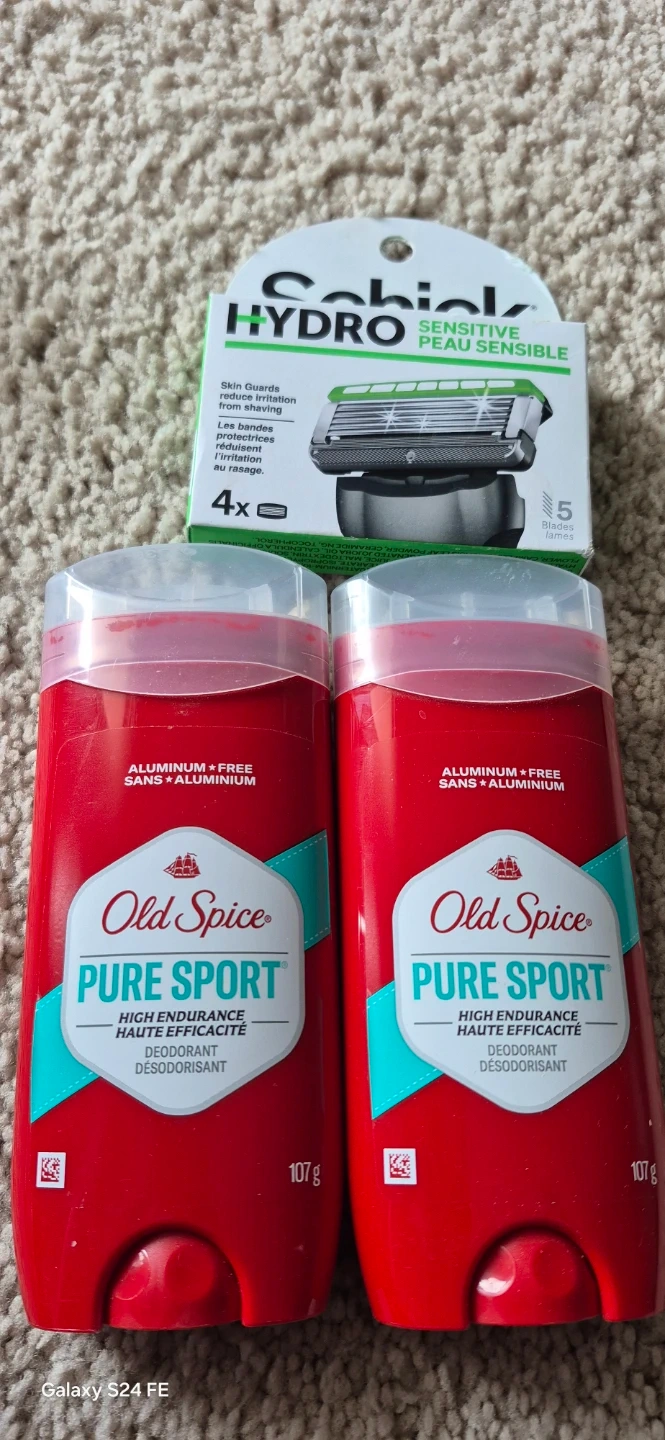 Schick
HYDRO
SENSITIVE
PEAU SENSIBLE
Skin Guards
reduce irritation
from shaving
Les bandes
protectrices
réduisent
l'irritation
au rasage.
4x
5
Blades
lames
ALUMINUM★FREE
SANS★ALUMINIUM
Old Spice®
PURE SPORT®
HIGH ENDURANCE
HAUTE EFFICACITÉ
DEODORANT
DÉSODORISANT
107 g
ALUMINUM★FREE
SANS★ALUMINIUM
Old Spice®
PURE SPORT®
HIGH ENDURANCE
HAUTE EFFICACITÉ
DEODORANT
DÉSODORISANT
107 g
Galaxy S24 FE